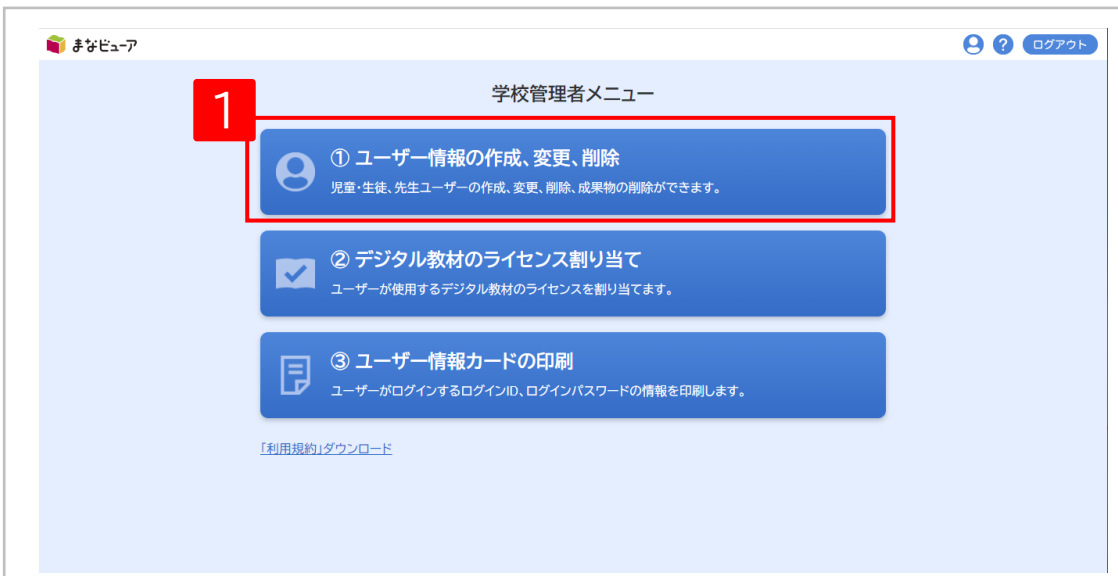 まなビューア
? ログアウト
学校管理者メニュー
1
① ユーザー情報の作成、変更、削除
児童・生徒、先生ユーザーの作成、変更、削除、成果物の削除ができます。
② デジタル教材のライセンス割り当て
ユーザーが使用するデジタル教材のライセンスを割り当てます。
③ ユーザー情報カードの印刷
ユーザーがログインするログインID、ログインパスワードの情報を印刷します。
「利用規約」ダウンロード